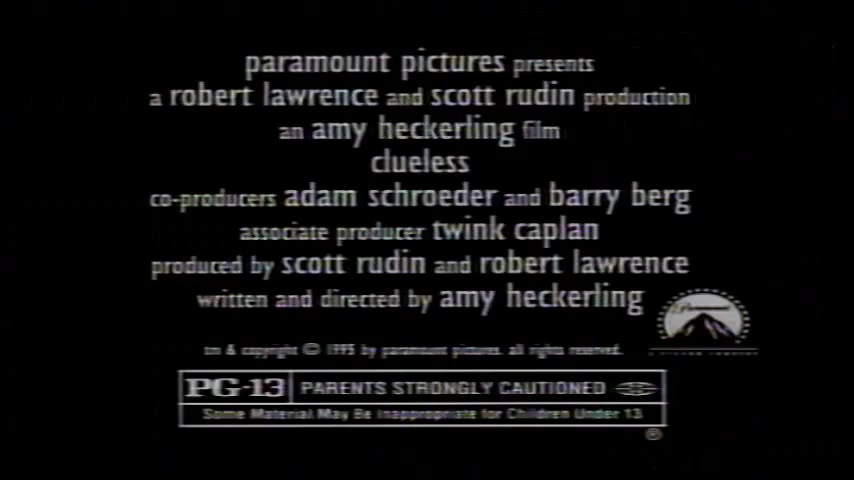 paramount pictures presents
a robert lawrence and scott rudin production
an amy heckerling film
clueless
co-producers adam schroeder and barry berg
associate producer twink caplan
produced by scott rudin and robert lawrence
written and directed by amy heckerling
Paramount
tm & copyright © 1995 by paramount pictures. all rights reserved.
PG-13 PARENTS STRONGLY CAUTIONED
Some Material May Be Inappropriate for Children Under 13
®